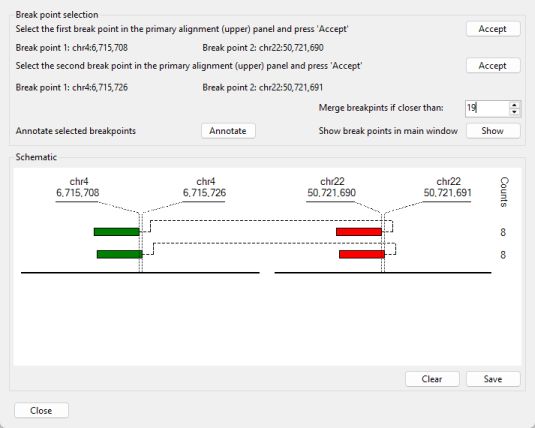 Break point selection
Select the first break point in the primary alignment (upper) panel and press 'Accept'
Accept
Break point 1: chr4:6,715,708 Break point 2: chr22:50,721,690
Select the second break point in the primary alignment (upper) panel and press 'Accept'
Accept
Break point 1: chr4:6,715,726 Break point 2: chr22:50,721,691
Merge breakpints if closer than: 19
Annotate selected breakpoints Annotate Show break points in main window Show
Schematic
chr4 chr4 chr22 chr22 Counts
6,715,708 6,715,726 50,721,690 50,721,691
8
8
Clear Save
Close